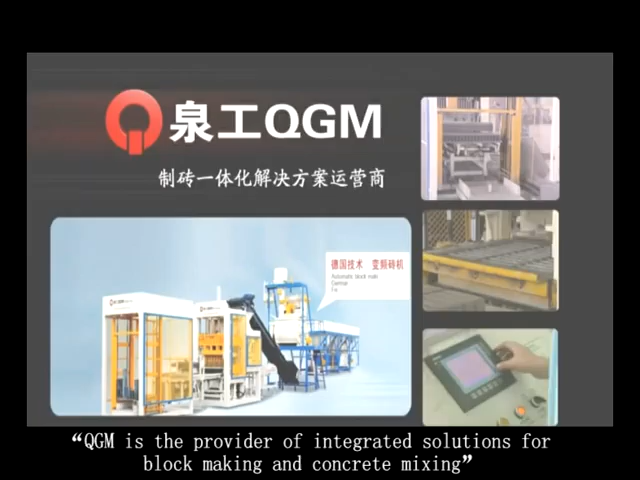 泉工QGM
制砖一体化解决方案运营商
德国技术 变频砖机
Automatic block
“QGM is the provider of integrated solutions for
block making and concrete mixing”